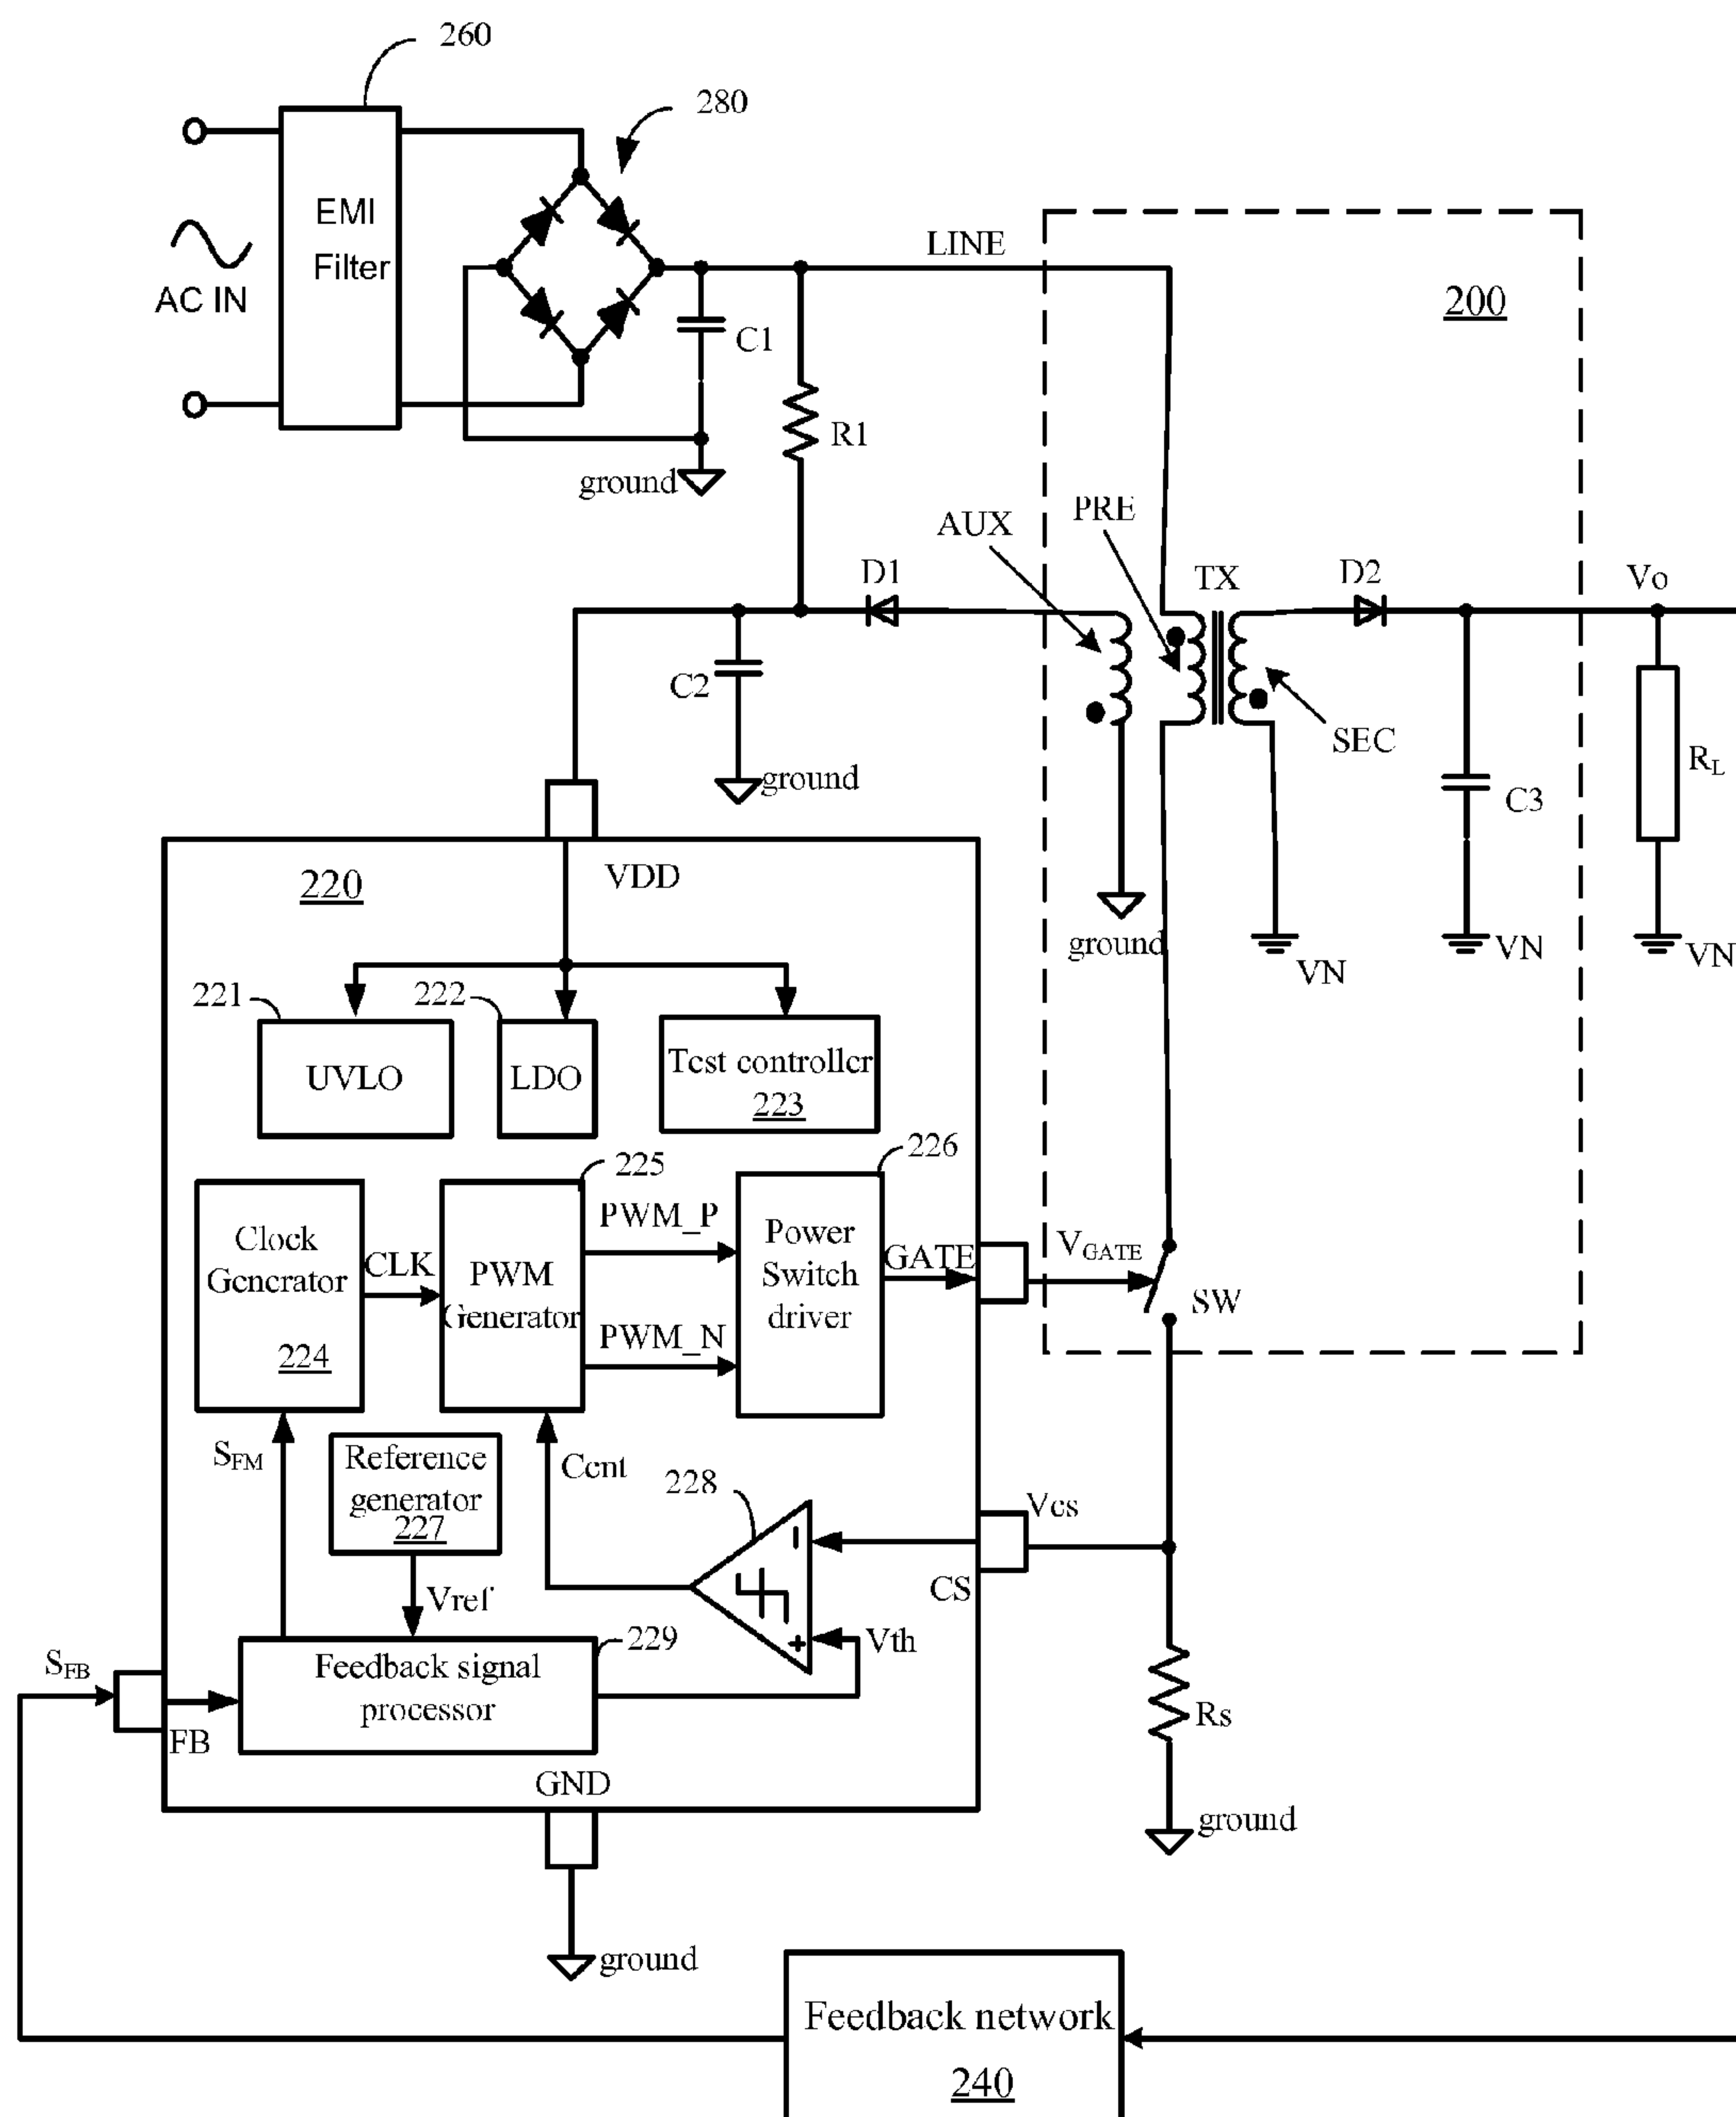 260
280
EMI
Filter
AC IN
LINE
200
C1
R1
ground
AUX
PRE
D1
TX
D2
Vo
C2
SEC
C3
RL
ground
ground
VN
VN
VN
220
VDD
221
222
UVLO
LDO
Test controller
223
225
226
Clock
Generator
224
CLK
PWM
Generator
PWM_P
PWM_N
Power
Switch
driver
GATE
VGATE
SW
SFM
Reference
generator
227
Ccnt
228
Vcs
CS
Vref
Vth
SFB
FB
Feedback signal
processor
229
Rs
GND
ground
ground
Feedback network
240